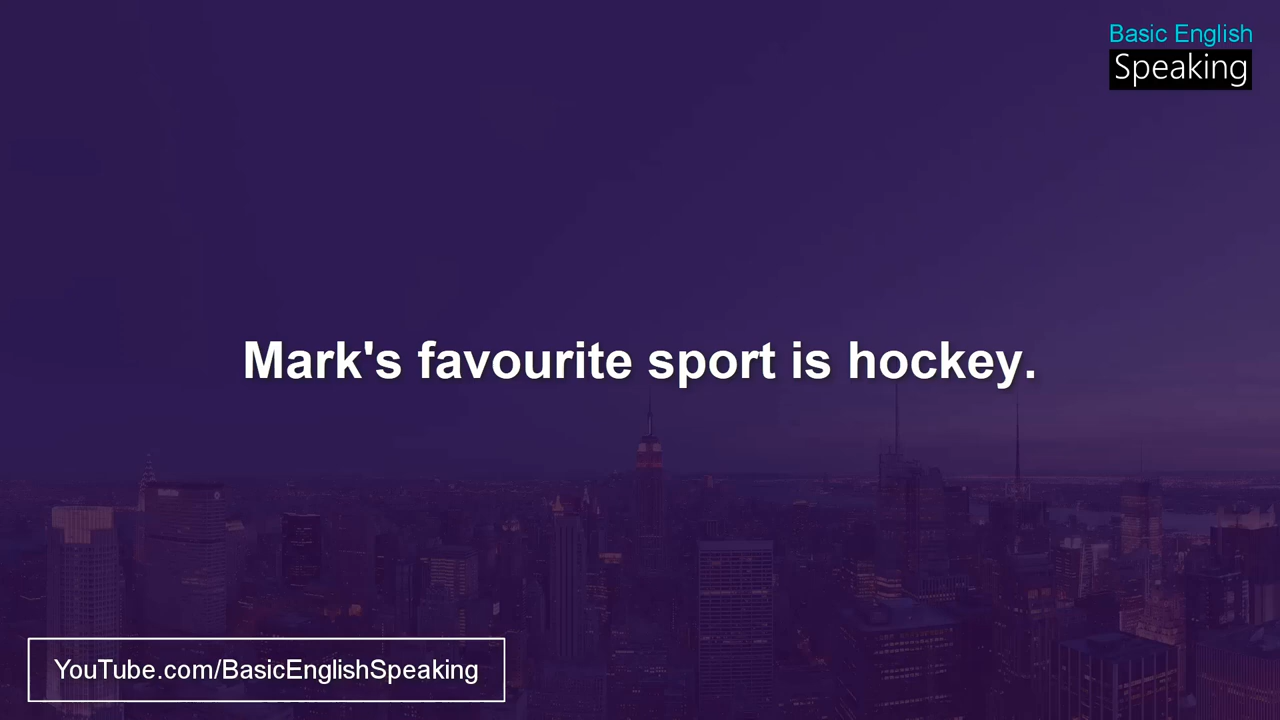 Basic English
Speaking
Mark's favourite sport is hockey.
YouTube.com/BasicEnglishSpeaking